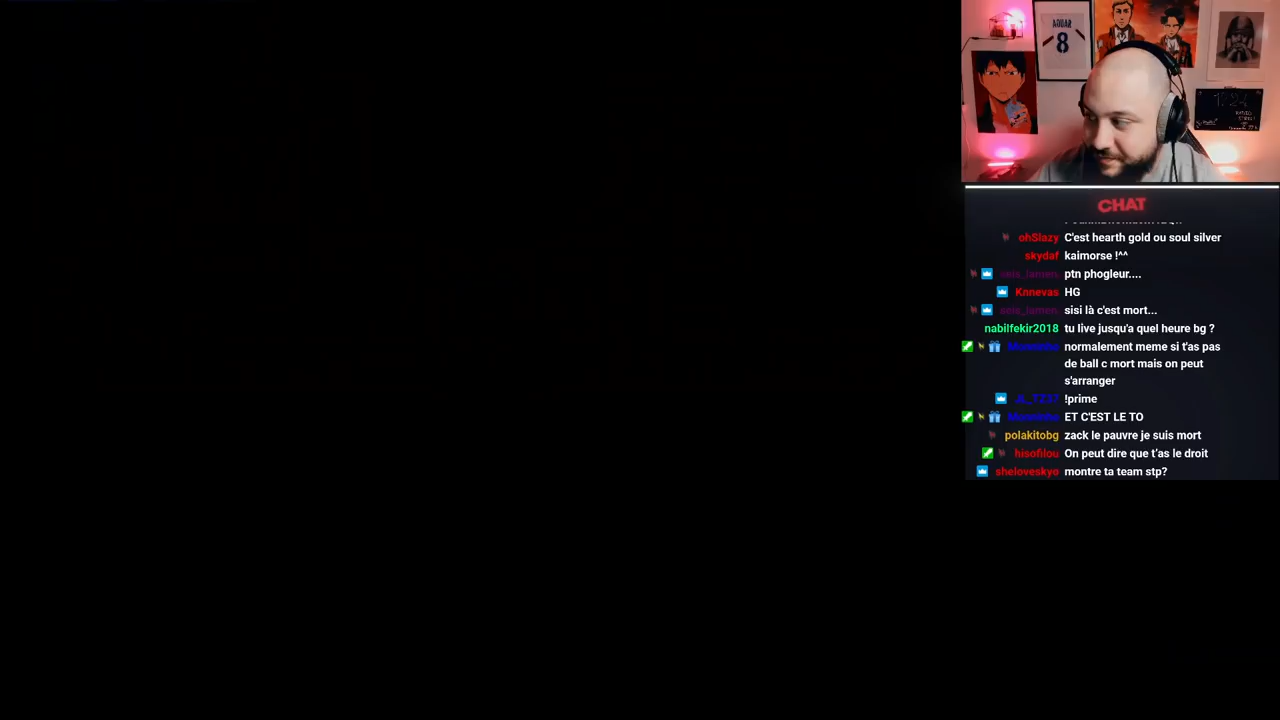 AOUAR
8
CHAT
ohSlazy C'est hearth gold ou soul silver
skydaf kaimorse !^^
anis_lamen. ptn phogleur....
Knnevas HG
anis_lamen. sisi là c'est mort...
nabilfekir2018 tu live jusqu'a quel heure bg ?
normalement meme si t'as pas
de ball c mort mais on peut
s'arranger
!prime
ET C'EST LE TO
polakitobg zack le pauvre je suis mort
hisofilou On peut dire que t'as le droit
sheloveskyo montre ta team stp?